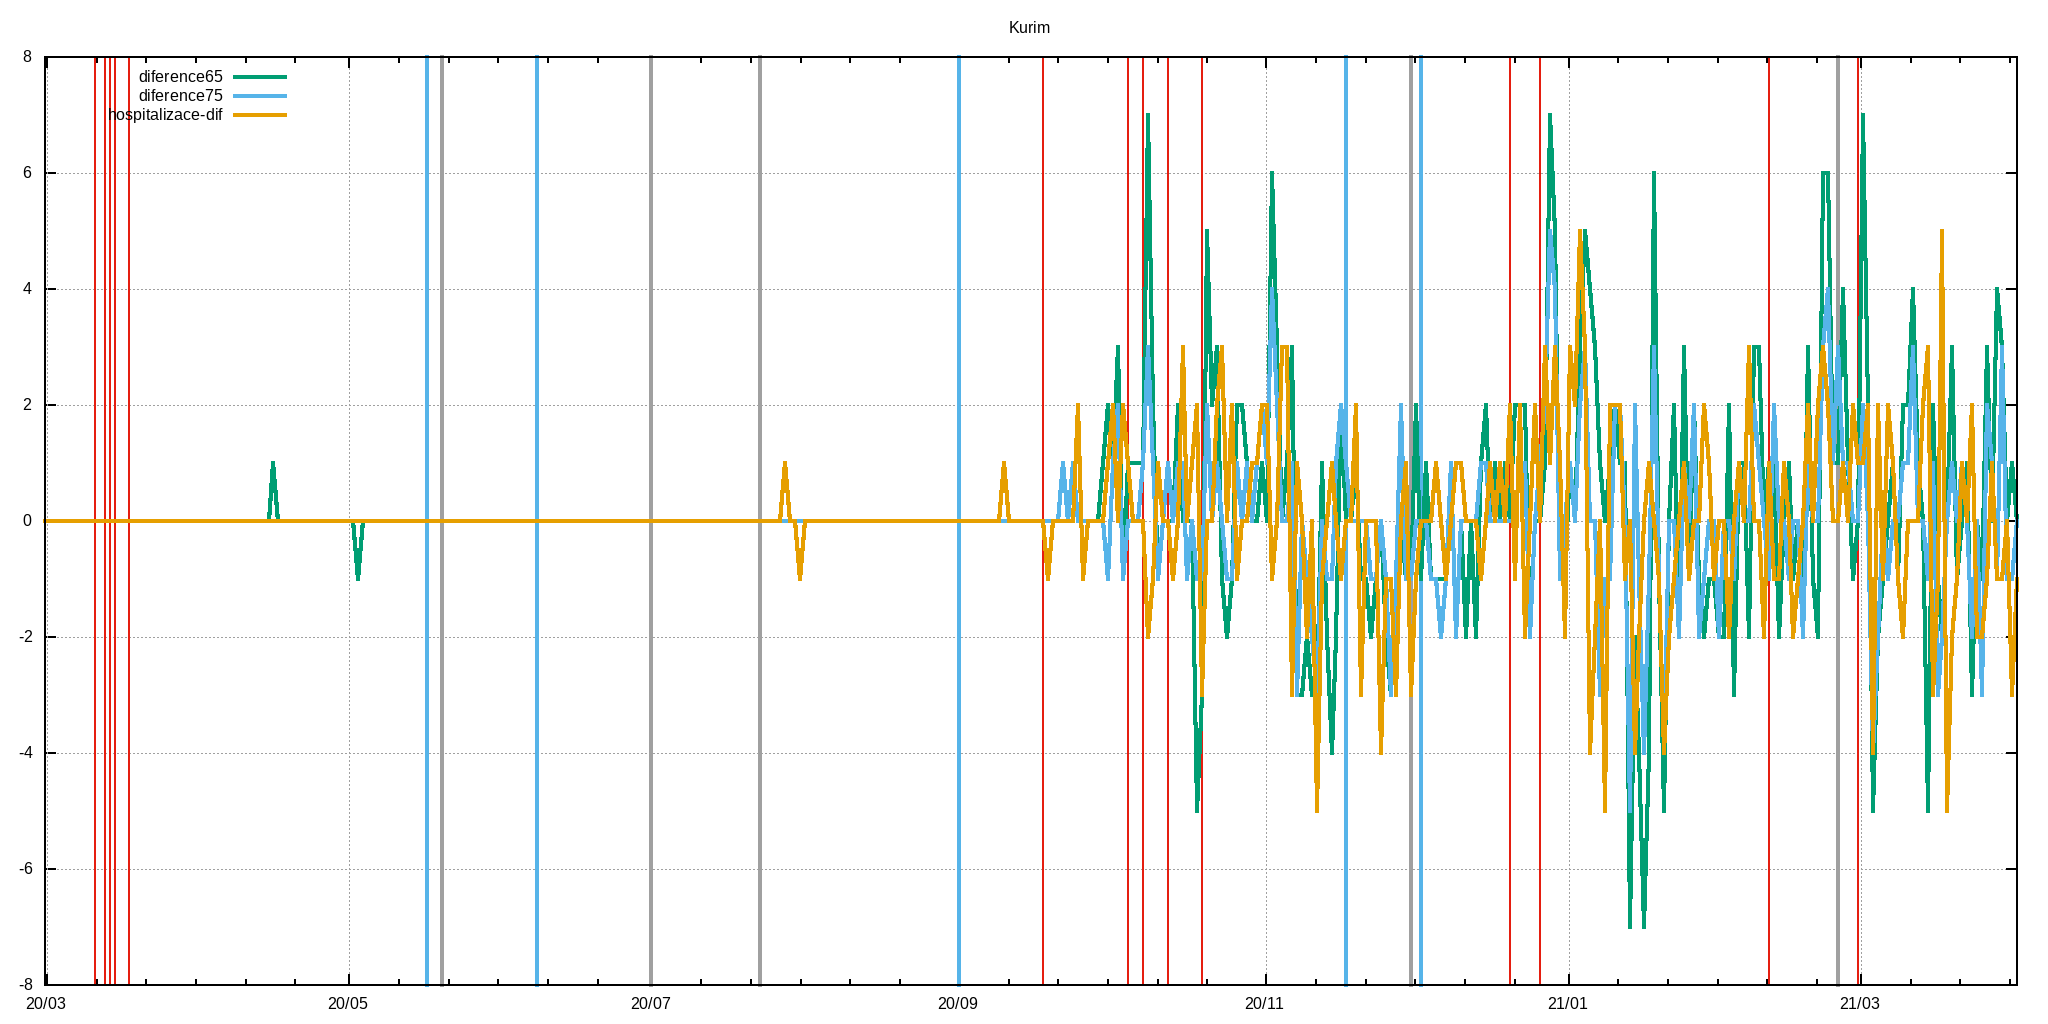 Kurim
diference65
diference75
hospitalizace-dif
8
6
4
2
0
-2
-4
-6
-8
20/03 20/05 20/07 20/09 20/11 21/01 21/03